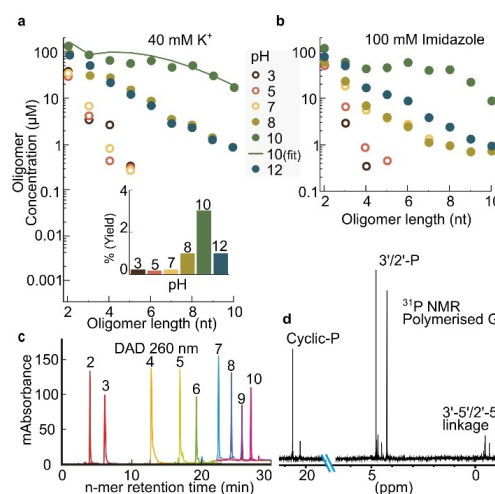 a
40 mM K⁺
100
10
1
0.1
0.01
0.001
Oligomer
Concentration (µM)
2
4
6
8
10
Oligomer length (nt)
4
2
0
% (Yield)
3
5
7
8
10
12
pH
pH
3
5
7
8
10
10(fit)
12
b
100 mM Imidazole
100
10
1
0.1
2
4
6
8
10
Oligomer length (nt)
c
DAD 260 nm
mAbsorbance
150
100
50
0
2
3
4
5
6
7
8
9
10
0
10
20
30
n-mer retention time (min)
d
Cyclic-P
3'/2'-P
³¹P NMR
Polymerised G
3'-5'/2'-5'
linkage
20
5
0
(ppm)